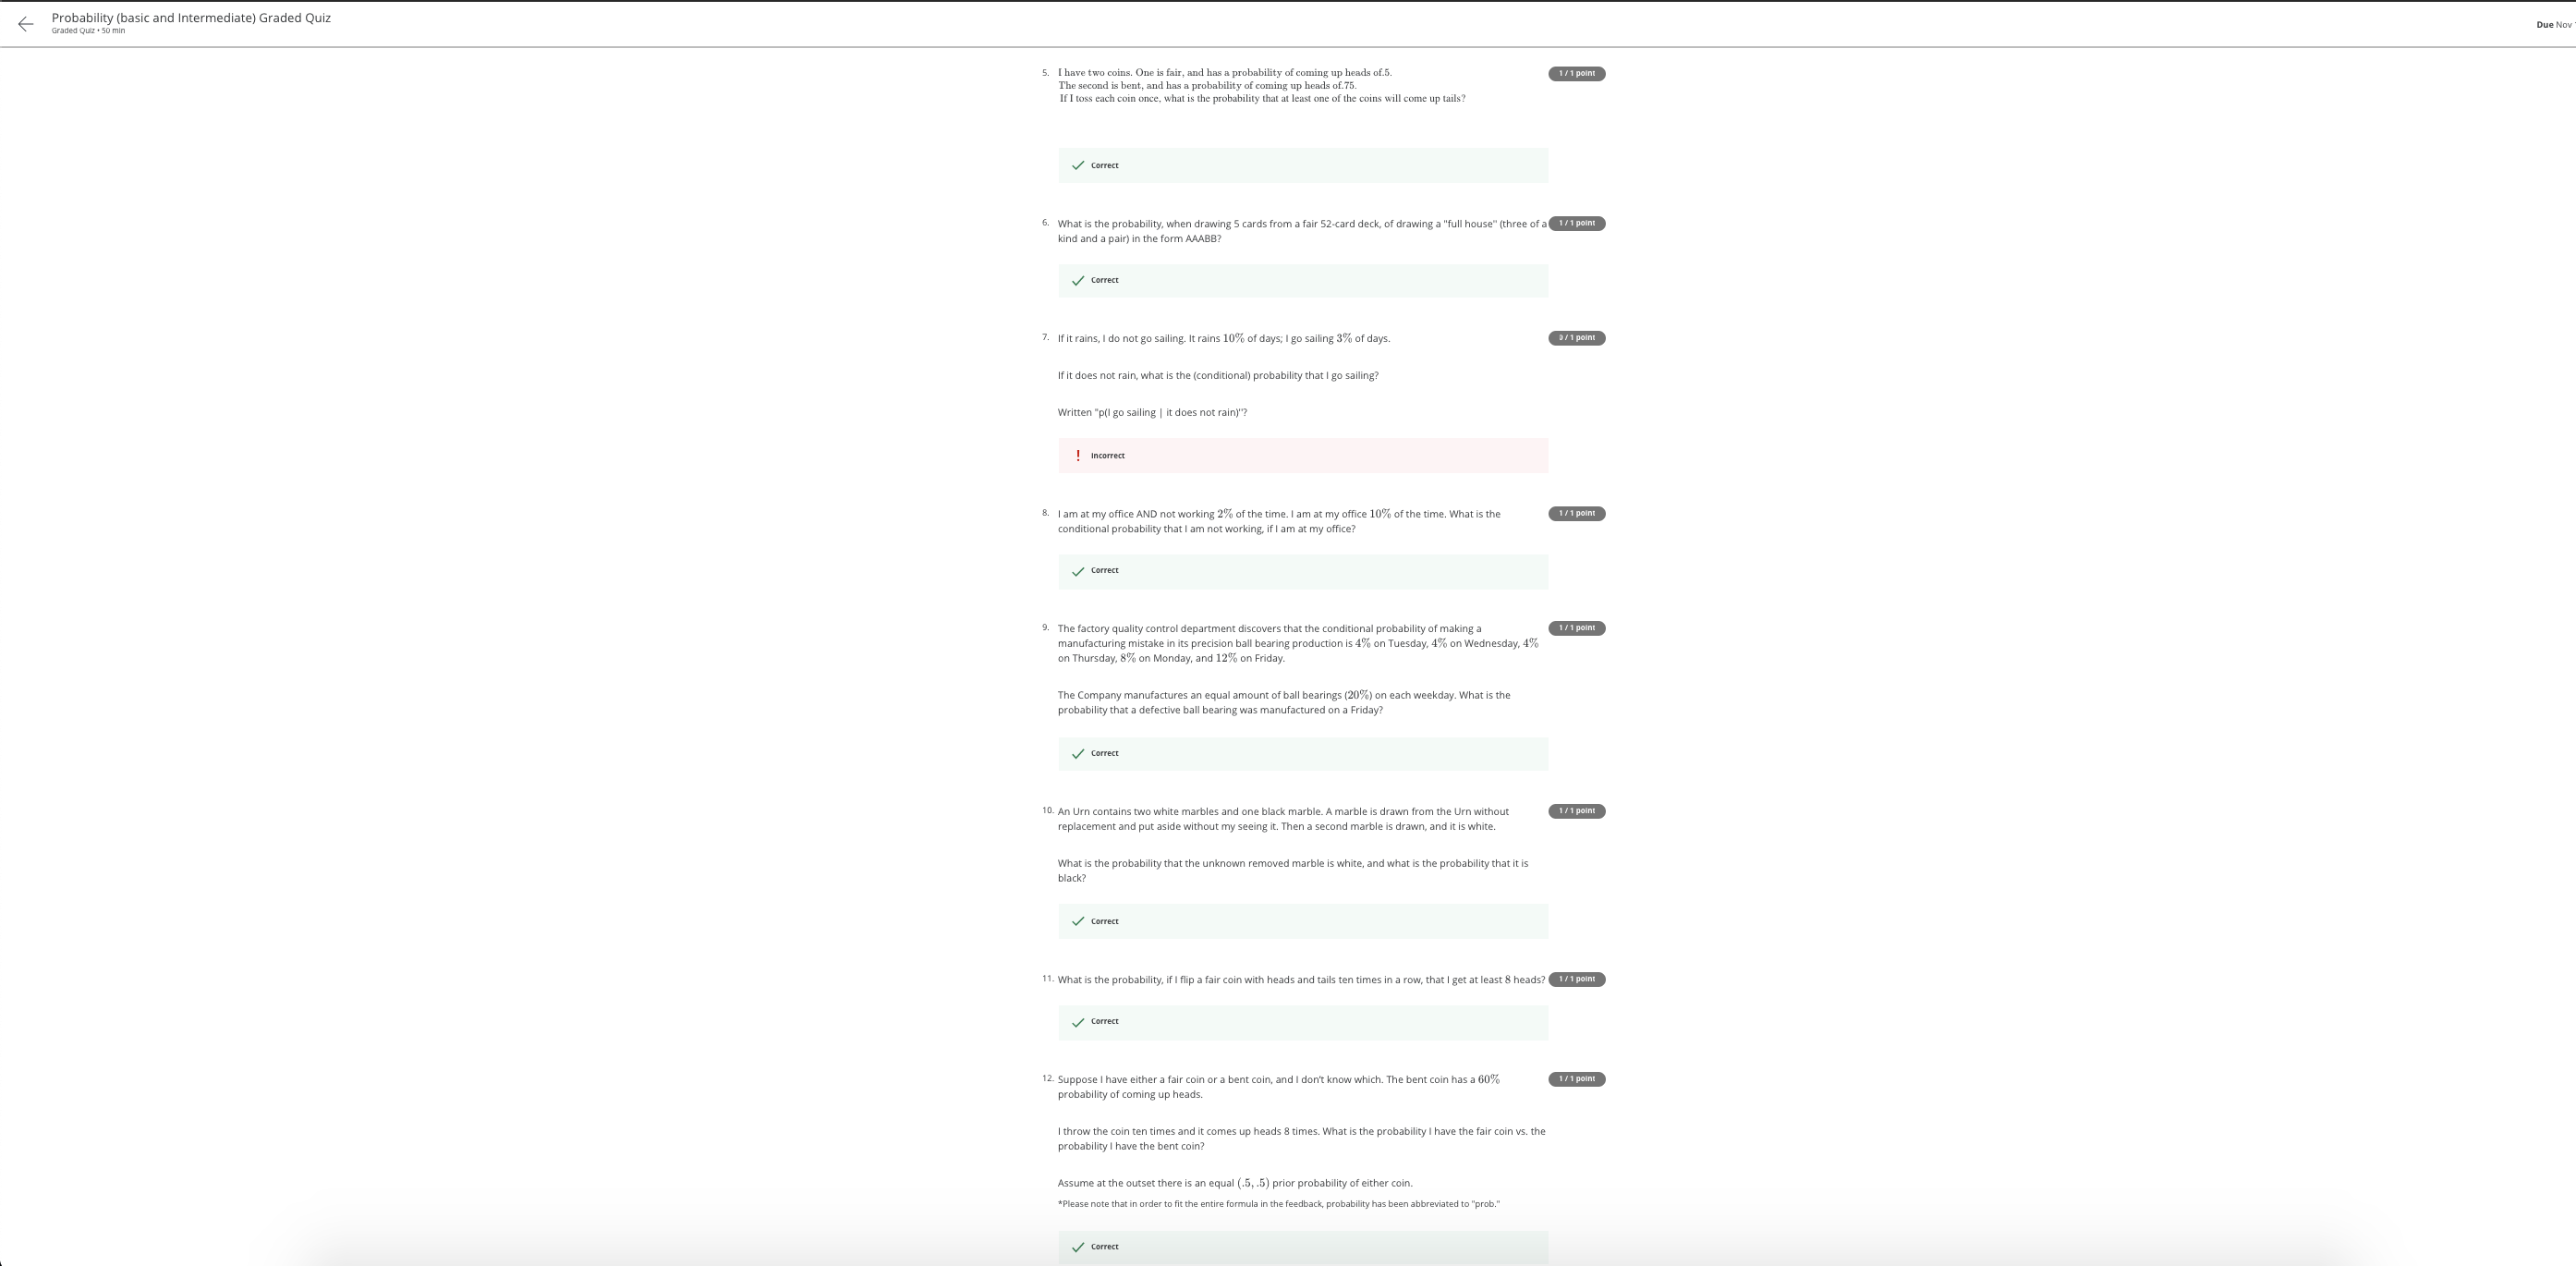 Probability (basic and Intermediate) Graded Quiz
Graded Quiz • 50 min
Due Nov
5. I have two coins. One is fair, and has a probability of coming up heads of.5.
The second is bent, and has a probability of coming up heads of.75.
If I toss each coin once, what is the probability that at least one of the coins will come up tails?
1 / 1 point
Correct
6. What is the probability, when drawing 5 cards from a fair 52-card deck, of drawing a "full house" (three of a
kind and a pair) in the form AAABB?
1 / 1 point
Correct
7. If it rains, I do not go sailing. It rains 10% of days; I go sailing 3% of days.
0 / 1 point
If it does not rain, what is the (conditional) probability that I go sailing?
Written "p(I go sailing | it does not rain)"?
! Incorrect
8. I am at my office AND not working 2% of the time. I am at my office 10% of the time. What is the
conditional probability that I am not working, if I am at my office?
1 / 1 point
Correct
9. The factory quality control department discovers that the conditional probability of making a
manufacturing mistake in its precision ball bearing production is 4% on Tuesday, 4% on Wednesday, 4%
on Thursday, 8% on Monday, and 12% on Friday.
1 / 1 point
The Company manufactures an equal amount of ball bearings (20%) on each weekday. What is the
probability that a defective ball bearing was manufactured on a Friday?
Correct
10. An Urn contains two white marbles and one black marble. A marble is drawn from the Urn without
replacement and put aside without my seeing it. Then a second marble is drawn, and it is white.
1 / 1 point
What is the probability that the unknown removed marble is white, and what is the probability that it is
black?
Correct
11. What is the probability, if I flip a fair coin with heads and tails ten times in a row, that I get at least 8 heads?
1 / 1 point
Correct
12. Suppose I have either a fair coin or a bent coin, and I don't know which. The bent coin has a 60%
probability of coming up heads.
1 / 1 point
I throw the coin ten times and it comes up heads 8 times. What is the probability I have the fair coin vs. the
probability I have the bent coin?
Assume at the outset there is an equal (.5, .5) prior probability of either coin.
*Please note that in order to fit the entire formula in the feedback, probability has been abbreviated to "prob."
Correct